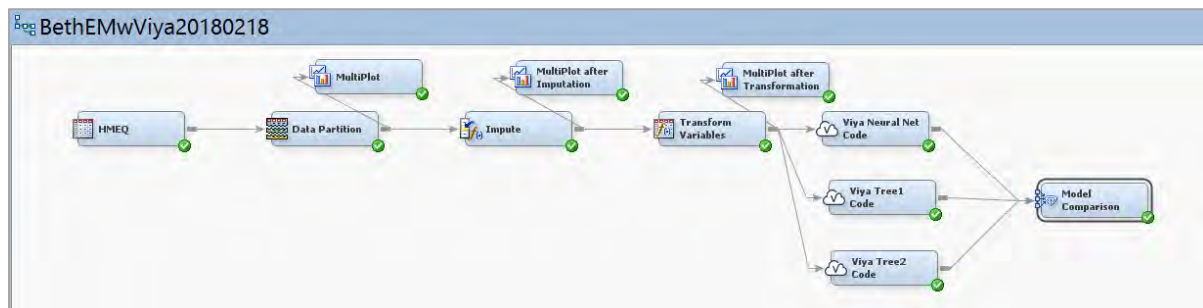 BethEMwViya20180218
MultiPlot
MultiPlot after
Imputation
MultiPlot after
Transformation
HMEQ
Data Partition
Impute
Transform
Variables
Viya Neural Net
Code
Viya Tree1
Code
Model
Comparison
Viya Tree2
Code